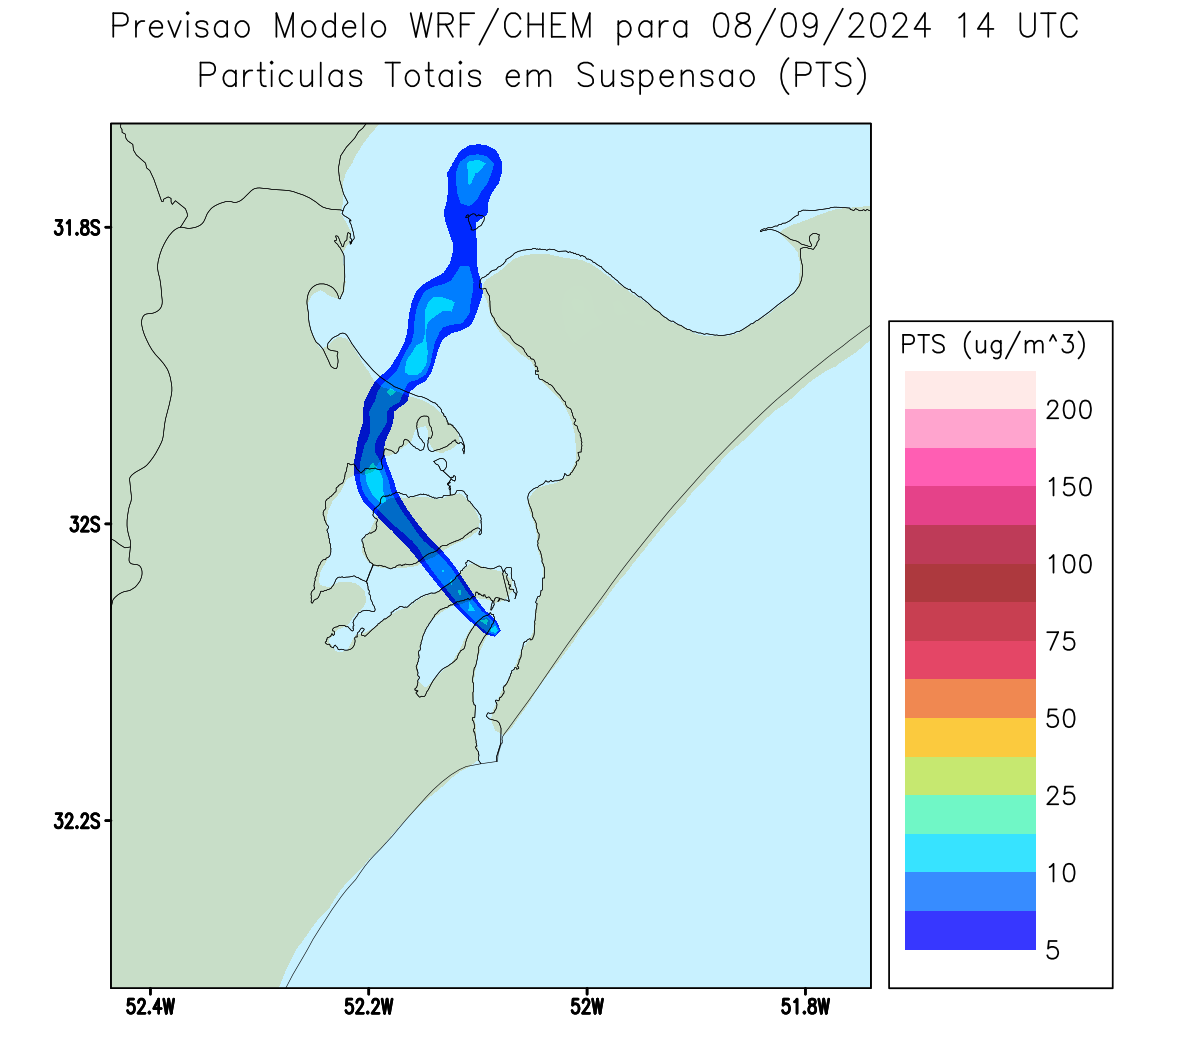 Previsao Modelo WRF/CHEM para 08/09/2024 14 UTC
Particulas Totais em Suspensao (PTS)
31.8S
32S
32.2S
52.4W
52.2W
52W
51.8W
PTS (ug/m^3)
200
150
100
75
50
25
10
5